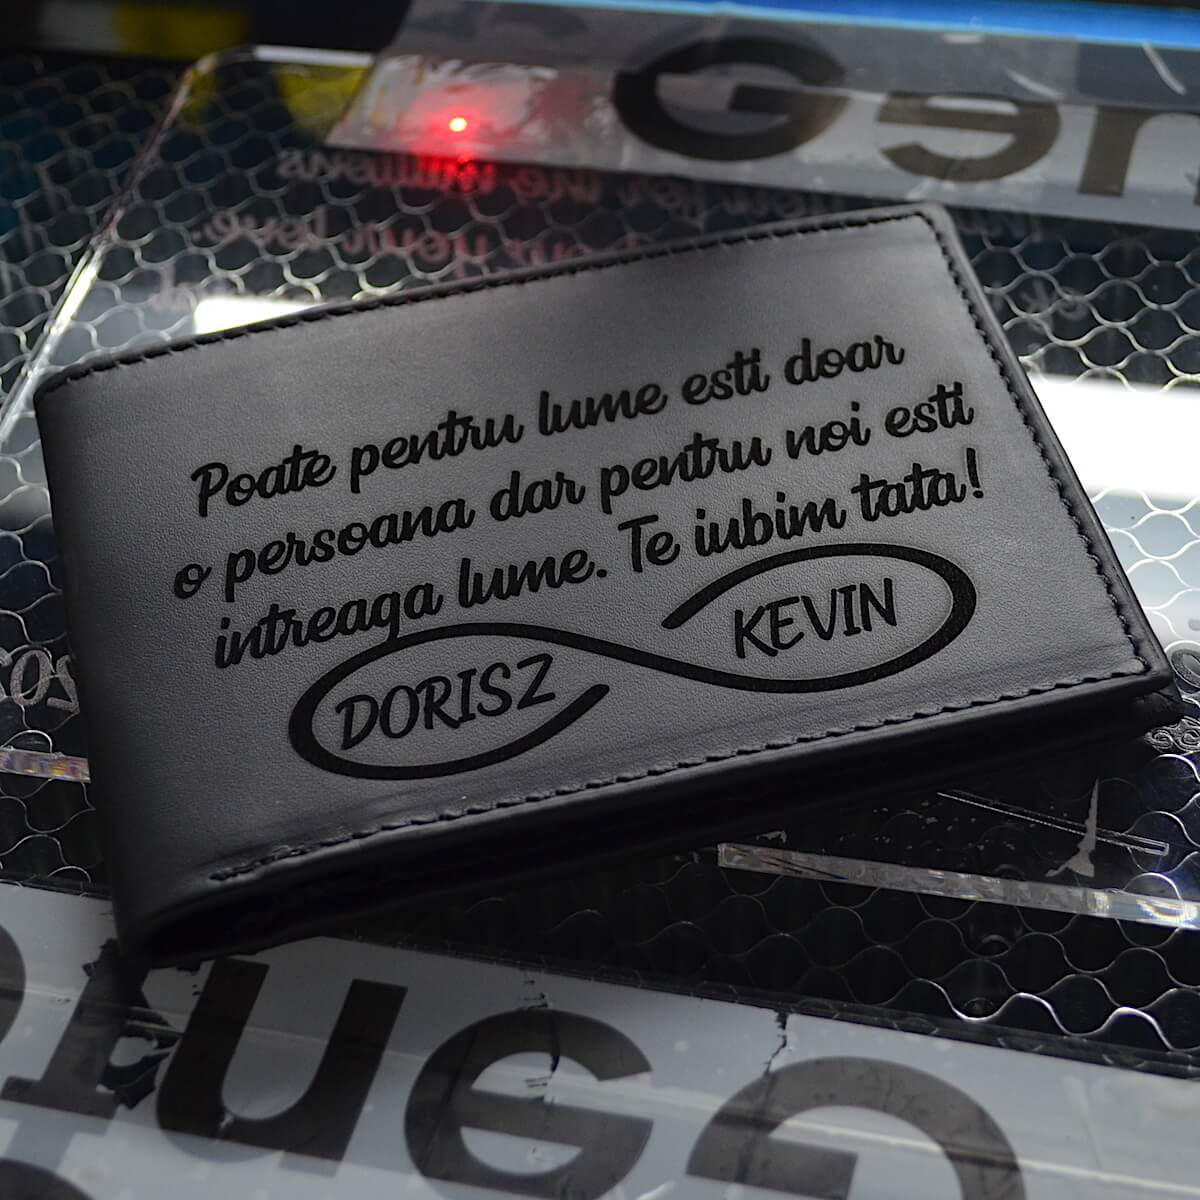 Poate pentru lume esti doar
o persoana dar pentru noi esti
intreaga lume. Te iubim tata!
KEVIN
DORISZ